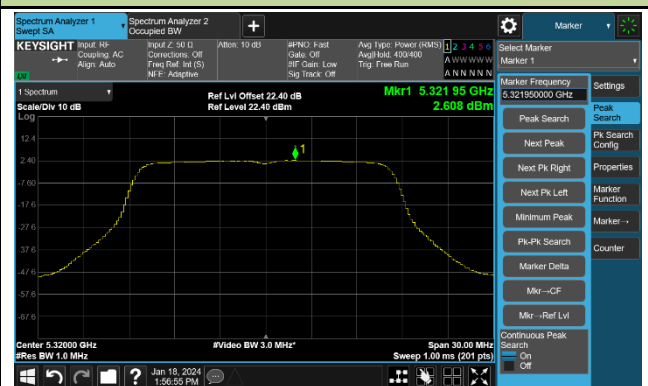 Spectrum Analyzer 1
Swept SA
Spectrum Analyzer 2
Occupied BW
+
Marker
KEYSIGHT
Input: RF
Coupling: AC
Align: Auto
Input Z: 50 Ω
Corrections: Off
Freq Ref: Int (S)
NFE: Adaptive
Atten: 10 dB
#PNO: Fast
Gate: Off
#IF Gain: Low
Sig Track: Off
Avg Type: Power (RMS)
Avg|Hold: 400/400
Trig: Free Run
1 2 3 4 5 6
A W W W W W
A N N N N N
LXI
Select Marker
Marker 1
1 Spectrum
Scale/Div 10 dB
Log
Ref Lvl Offset 22.40 dB
Ref Level 22.40 dBm
Mkr1 5.321 95 GHz
2.608 dBm
1
12.4
2.40
-7.60
-17.6
-27.6
-37.6
-47.6
-57.6
-67.6
Center 5.32000 GHz
#Res BW 1.0 MHz
#Video BW 3.0 MHz*
Span 30.00 MHz
Sweep 1.00 ms (201 pts)
Marker Frequency
5.321950000 GHz
Peak Search
Next Peak
Next Pk Right
Next Pk Left
Minimum Peak
Pk-Pk Search
Marker Delta
Mkr→CF
Mkr→Ref Lvl
Continuous Peak
Search
On
Off
Settings
Peak
Search
Pk Search
Config
Properties
Marker
Function
Marker→
Counter
?
Jan 18, 2024
1:56:55 PM